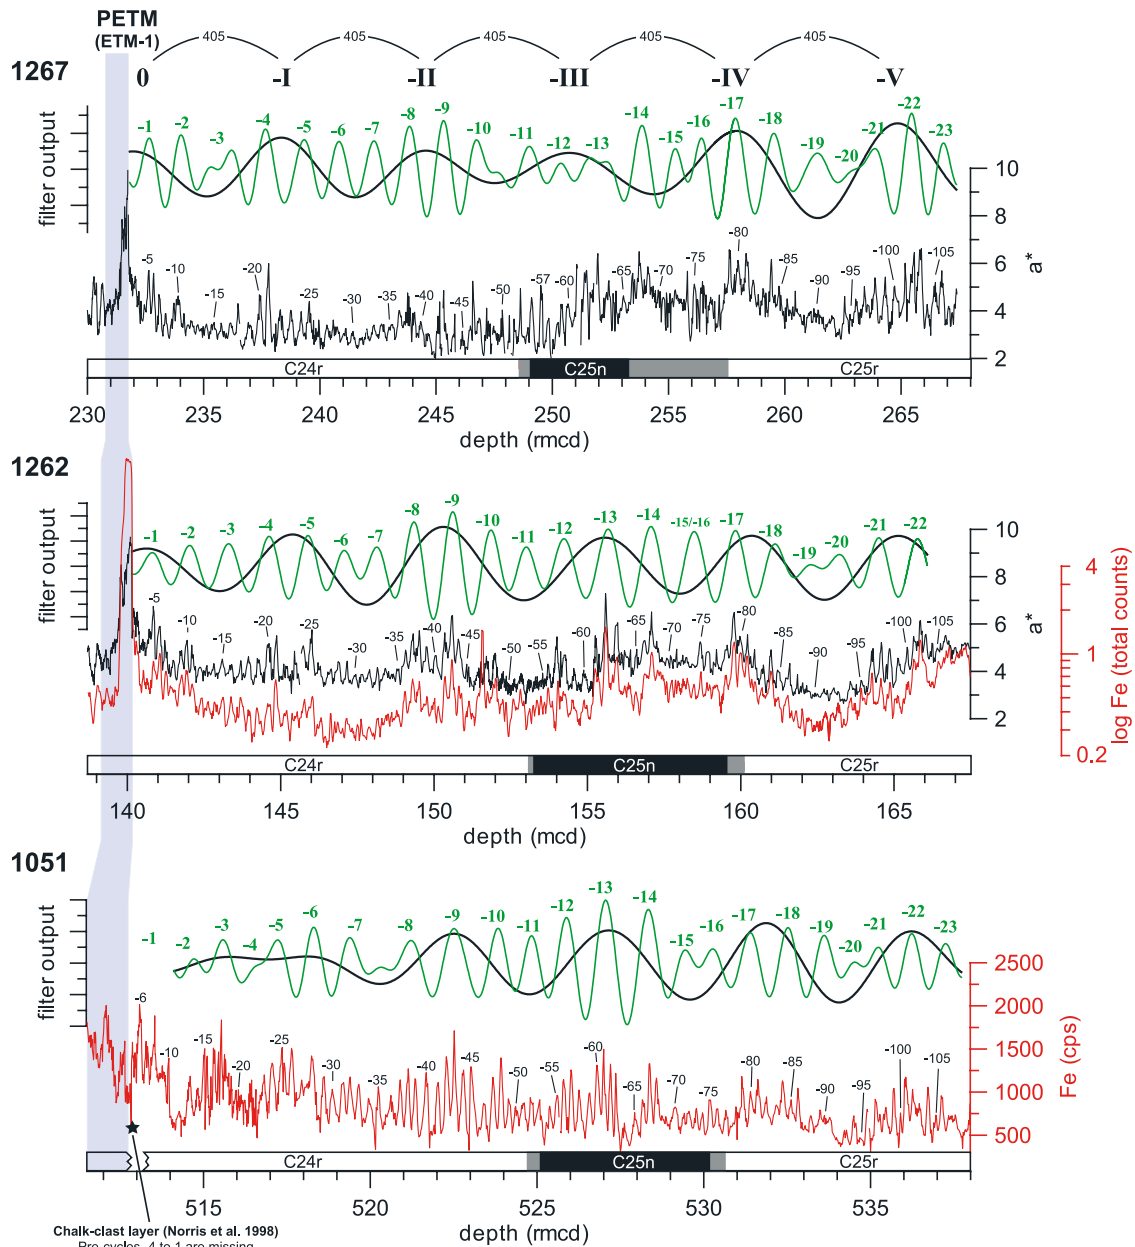 PETM
(ETM-1)
405 405 405 405 405
1267
0 -I -II -III -IV -V
filter output
-1 -2 -3 -4 -5 -6 -7 -8 -9 -10 -11 -12 -13 -14 -15 -16 -17 -18 -19 -20 -21 -22 -23
10
8
6
4
2
a*
-5 -10 -15 -20 -25 -30 -35 -40 -45 -50 -57 -60 -65 -70 -75 -80 -85 -90 -95 -100 -105
C24r C25n C25r
230 235 240 245 250 255 260 265
depth (rmcd)
1262
filter output
-1 -2 -3 -4 -5 -6 -7 -8 -9 -10 -11 -12 -13 -14 -15/-16 -17 -18 -19 -20 -21 -22
10
8
6
4
2
a*
4
1
0.2
log Fe (total counts)
-5 -10 -15 -20 -25 -30 -35 -40 -45 -50 -55 -60 -65 -70 -75 -80 -85 -90 -95 -100 -105
C24r C25n C25r
140 145 150 155 160 165
depth (mcd)
1051
filter output
-1 -2 -3 -4 -5 -6 -7 -8 -9 -10 -11 -12 -13 -14 -15 -16 -17 -18 -19 -20 -21 -22 -23
2500
2000
1500
1000
500
Fe (cps)
-6 -10 -15 -20 -25 -30 -35 -40 -45 -50 -55 -60 -65 -70 -75 -80 -85 -90 -95 -100 -105
C24r C25n C25r
515 520 525 530 535
depth (rmcd)
Chalk-clast layer (Norris et al. 1998)
Pre-cycles -4 to 1 are missing